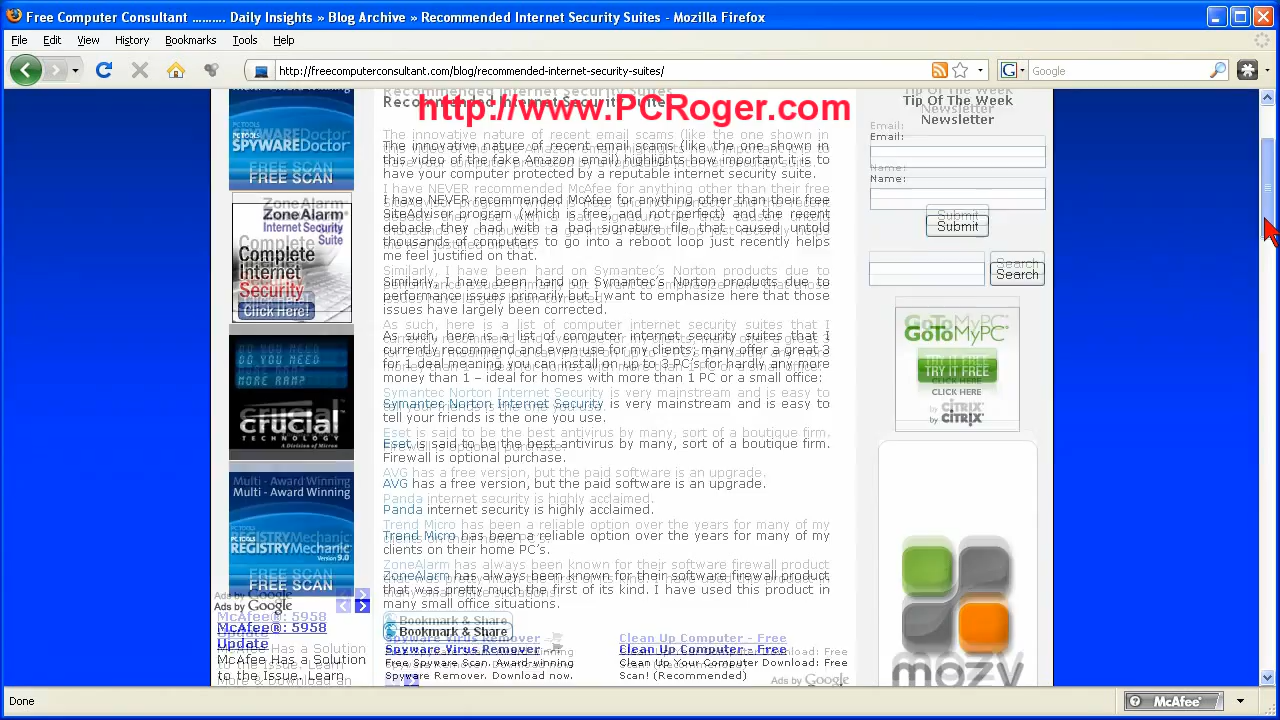 Free Computer Consultant .......... Daily Insights » Blog Archive » Recommended Internet Security Suites - Mozilla Firefox
File Edit View History Bookmarks Tools Help
http://freecomputerconsultant.com/blog/recommended-internet-security-suites/
Google
http://www.PCRoger.com
PC TOOLS
SPYWARE Doctor
FREE SCAN
ZoneAlarm
Internet Security Suite
Complete
Internet
Security
Click Here!
DO YOU NEED
MORE RAM?
crucial
TECHNOLOGY
A Division of Micron
Multi - Award Winning
PC TOOLS
REGISTRY Mechanic
Version 9.0
FREE SCAN
Ads by Google
McAfee®: 5958
Update
McAfee Has a Solution
to the Issue. Learn
Recommended Internet Security Suites
The innovative nature of recent email scams (like the one shown in
this video of the fake Amazon email) highlights how important it is to
have your computer protected by a reputable internet security suite.
I have NEVER recommended McAfee for anything other than their free
SiteAdvisor program (which is free, and not perfect) and the recent
debacle they had with a bad signature file that caused untold
thousands of computers to go into a reboot loop just recently helps
me feel justified on that.
Similarly, I have been hard on Symantec's Norton products due to
performance issues primarily but I want to emphasize here that those
issues have largely been corrected.
As such, here is a list of computer internet security suites that I
currently recommend and even use for my clients; many offer a great 3
for 1 deal meaning you can install on up to 3 PC's for hardly any more
money than 1 – ideal for homes with more than 1 PC or a small office:
Symantec Norton Internet Security is very mainstream and is easy to
tell your friends is the one you use.
Eset is said to be the best antivirus by many, sort of a boutique firm.
Firewall is optional purchase.
AVG has a free version, but the paid software is an upgrade.
Panda internet security is highly acclaimed.
Trend Micro has been a reliable option over the years for many of my
clients on their home PC's.
ZoneAlarm has always been known for their software firewall product
that was pretty much the first of its kind, I have used this product in
many small office situations.
Bookmark & Share
Spyware Virus Remover
Free Spyware Scan. Award-winning
Spyware Remover. Download now.
Clean Up Computer - Free
Clean Up Your Computer Download: Free
Scan! (Recommended)
Ads by Google
Tip Of The Week
Newsletter
Email:
Name:
Submit
Search
GoToMyPC®
TRY IT FREE
CLICK HERE
by CITRIX®
mozy
Done
McAfee®